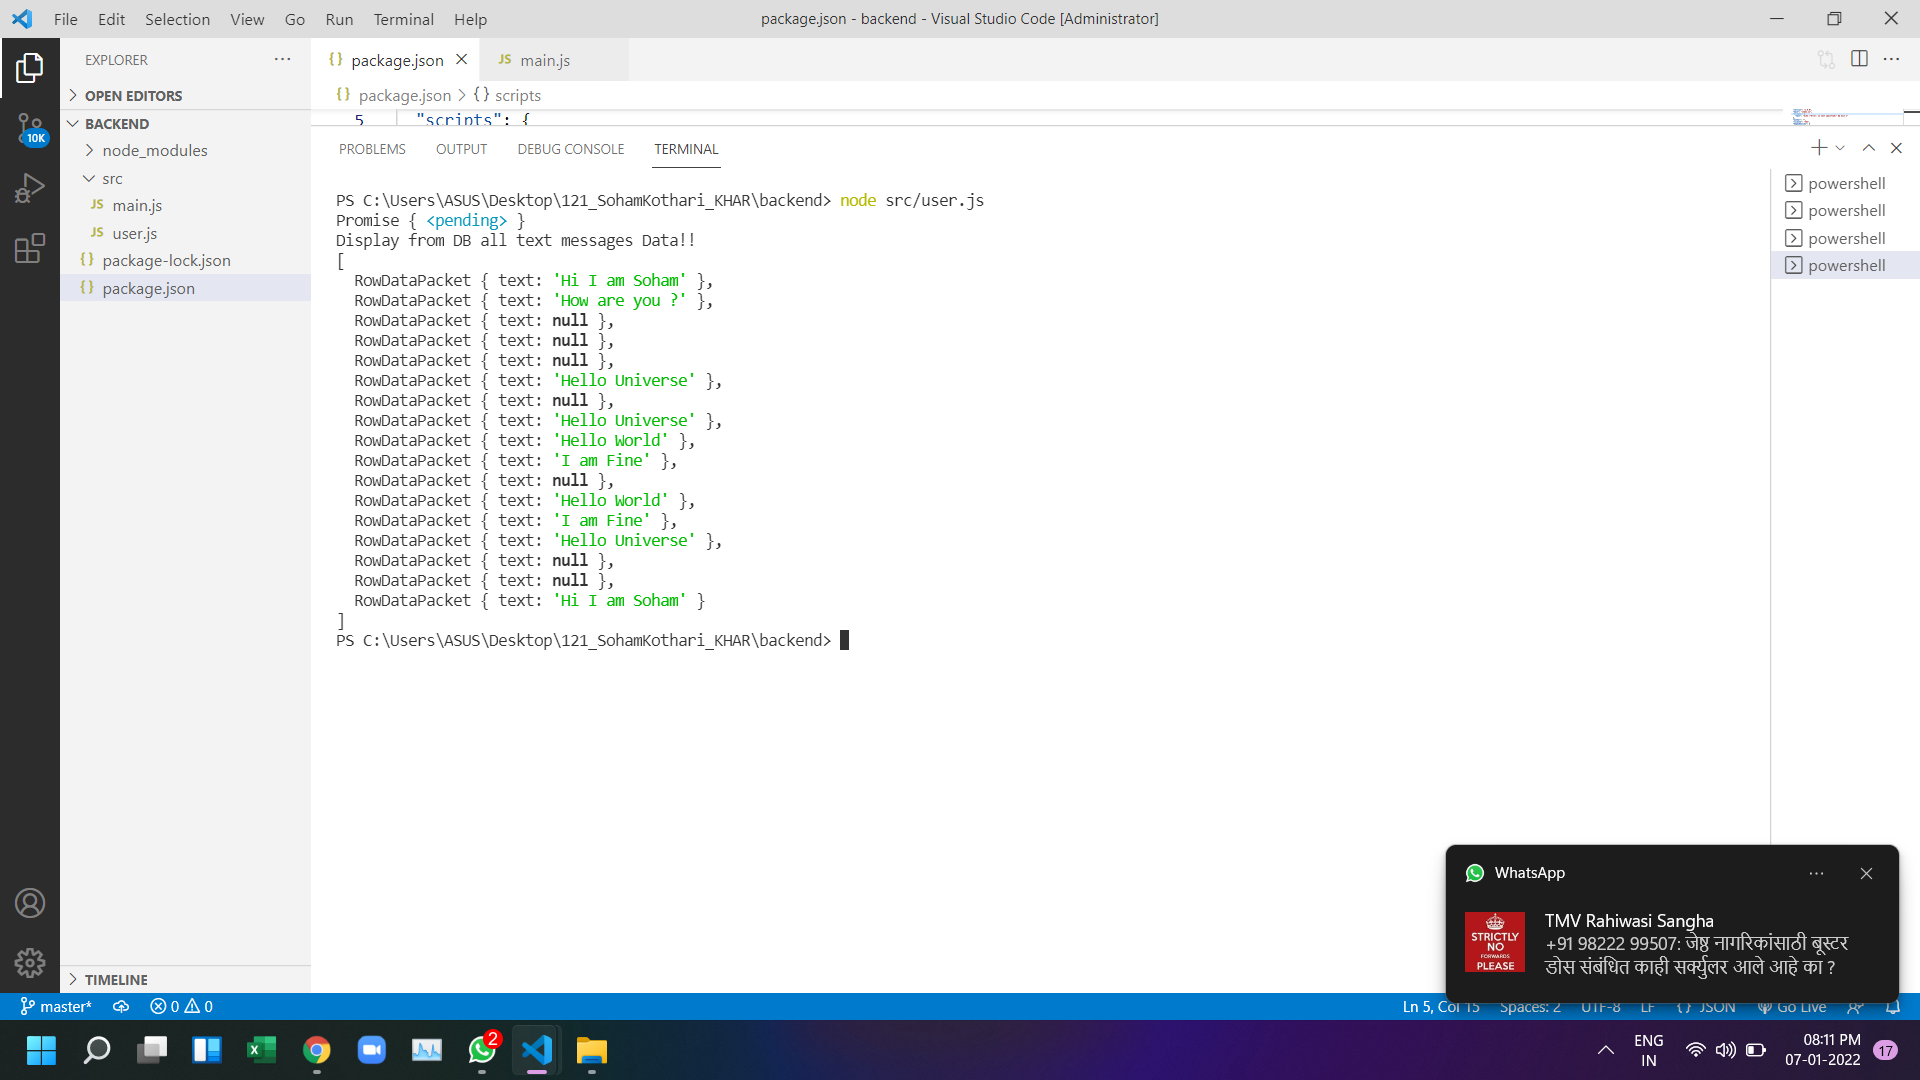 File Edit Selection View Go Run Terminal Help
package.json - backend - Visual Studio Code [Administrator]
EXPLORER
OPEN EDITORS
BACKEND
node_modules
src
JS main.js
JS user.js
{} package-lock.json
{} package.json
TIMELINE
10K
{} package.json
JS main.js
{} package.json > {} scripts
5 "scripts": {
PROBLEMS OUTPUT DEBUG CONSOLE TERMINAL
PS C:\Users\ASUS\Desktop\121_SohamKothari_KHAR\backend> node src/user.js
Promise { <pending> }
Display from DB all text messages Data!!
[
RowDataPacket { text: 'Hi I am Soham' },
RowDataPacket { text: 'How are you ?' },
RowDataPacket { text: null },
RowDataPacket { text: null },
RowDataPacket { text: null },
RowDataPacket { text: 'Hello Universe' },
RowDataPacket { text: null },
RowDataPacket { text: 'Hello Universe' },
RowDataPacket { text: 'Hello World' },
RowDataPacket { text: 'I am Fine' },
RowDataPacket { text: null },
RowDataPacket { text: 'Hello World' },
RowDataPacket { text: 'I am Fine' },
RowDataPacket { text: 'Hello Universe' },
RowDataPacket { text: null },
RowDataPacket { text: null },
RowDataPacket { text: 'Hi I am Soham' }
]
PS C:\Users\ASUS\Desktop\121_SohamKothari_KHAR\backend>
powershell
powershell
powershell
powershell
WhatsApp
STRICTLY
NO
FORWARDS
PLEASE
TMV Rahiwasi Sangha
+91 98222 99507: जेष्ठ नागरिकांसाठी बूस्टर
डोस संबंधित काही सर्क्युलर आले आहे का ?
master* 0 0
Ln 5, Col 15 Spaces: 2 UTF-8 LF {} JSON Go Live
2
ENG
IN
08:11 PM
07-01-2022
17